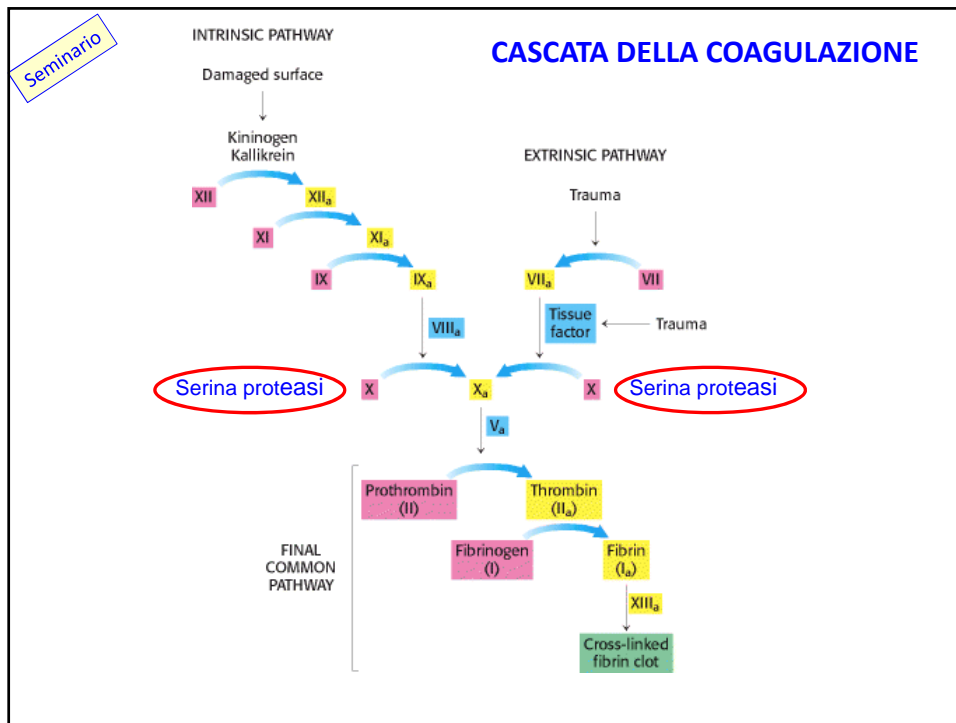 Seminario
INTRINSIC PATHWAY
CASCATA DELLA COAGULAZIONE
Damaged surface
Kininogen
Kallikrein
EXTRINSIC PATHWAY
Trauma
XII
XIIa
XI
XIa
IX
IXa
VIIa
VII
VIIIa
Tissue
factor
Trauma
Serina proteasi
X
Xa
X
Serina proteasi
Va
Prothrombin
(II)
Thrombin
(IIa)
FINAL
COMMON
PATHWAY
Fibrinogen
(I)
Fibrin
(Ia)
XIIIa
Cross-linked
fibrin clot